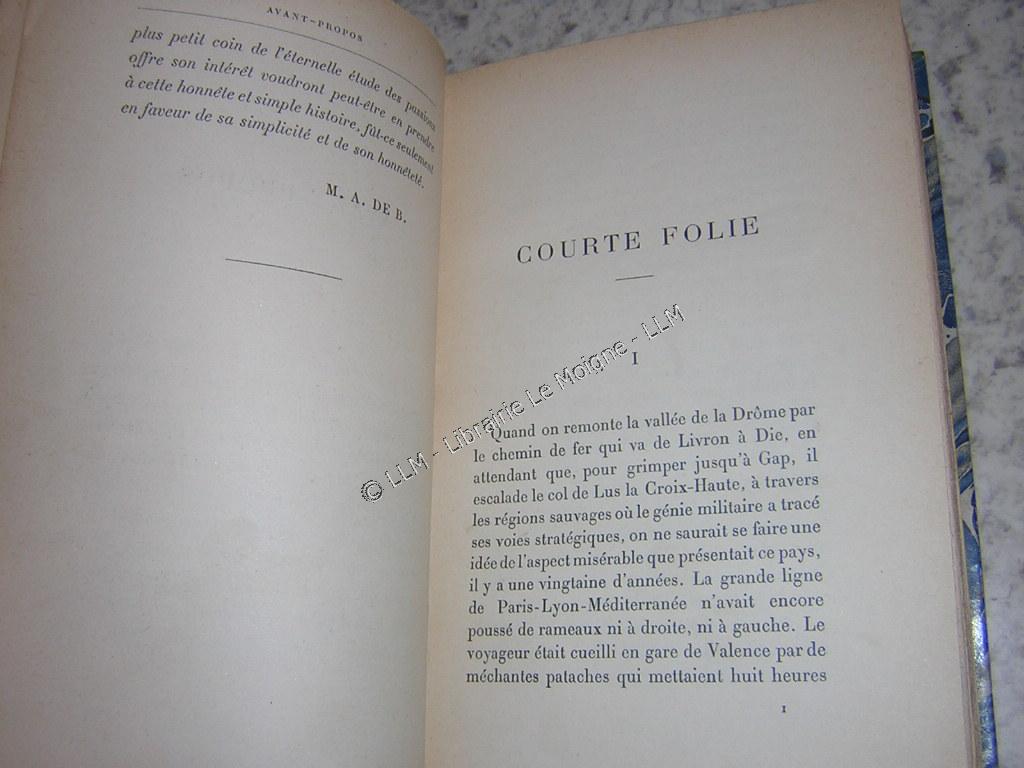 AVANT-PROPOS
plus petit coin de l'éternelle étude des passions
offre son intérêt voudront peut-être en prendre
à cette honnête et simple histoire, fût-ce seulement
en faveur de sa simplicité et de son honnêteté.
M. A. DE B.
COURTE FOLIE
I
Quand on remonte la vallée de la Drôme par
le chemin de fer qui va de Livron à Die, en
attendant que, pour grimper jusqu'à Gap, il
escalade le col de Lus la Croix-Haute, à travers
les régions sauvages où le génie militaire a tracé
ses voies stratégiques, on ne saurait se faire une
idée de l'aspect misérable que présentait ce pays,
il y a une vingtaine d'années. La grande ligne
de Paris-Lyon-Méditerranée n'avait encore
poussé de rameaux ni à droite, ni à gauche. Le
voyageur était cueilli en gare de Valence par de
méchantes pataches qui mettaient huit heures
1
© LLM - Librairie Le Moigne - LLM